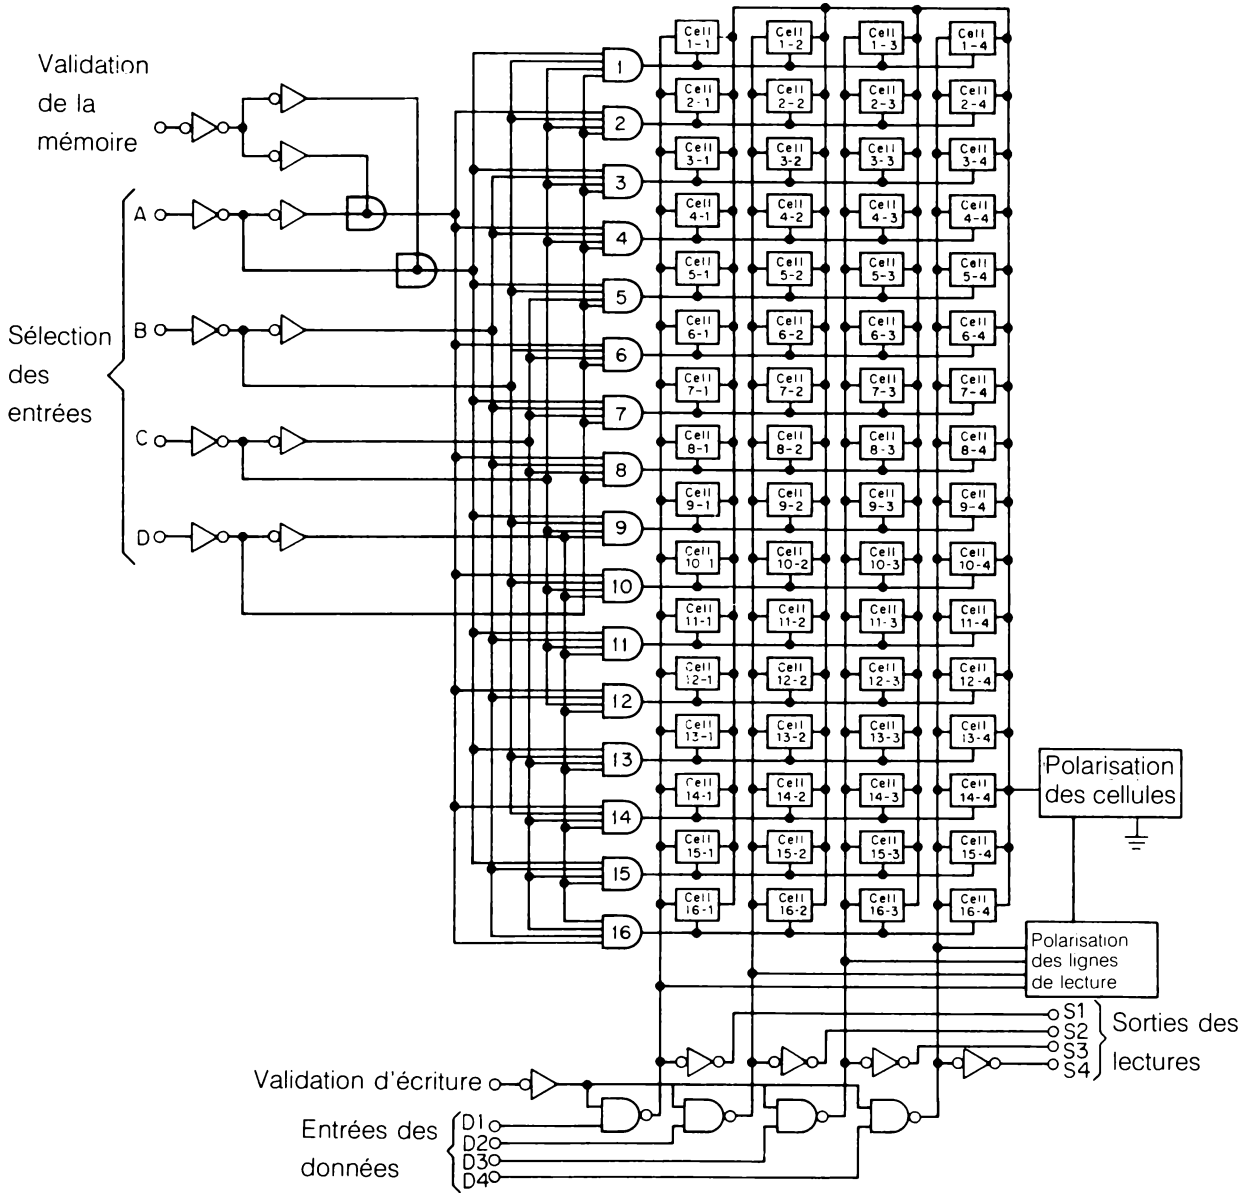 Validation
de la
mémoire
A
B
C
D
Sélection
des
entrées
1
2
3
4
5
6
7
8
9
10
11
12
13
14
15
16
Cell
1-1
Cell
1-2
Cell
1-3
Cell
1-4
Cell
2-1
Cell
2-2
Cell
2-3
Cell
2-4
Cell
3-1
Cell
3-2
Cell
3-3
Cell
3-4
Cell
4-1
Cell
4-2
Cell
4-3
Cell
4-4
Cell
5-1
Cell
5-2
Cell
5-3
Cell
5-4
Cell
6-1
Cell
6-2
Cell
6-3
Cell
6-4
Cell
7-1
Cell
7-2
Cell
7-3
Cell
7-4
Cell
8-1
Cell
8-2
Cell
8-3
Cell
8-4
Cell
9-1
Cell
9-2
Cell
9-3
Cell
9-4
Cell
10 1
Cell
10-2
Cell
10-3
Cell
10-4
Cell
11-1
Cell
11-2
Cell
11-3
Cell
11-4
Cell
12-1
Cell
12-2
Cell
12-3
Cell
12-4
Cell
13-1
Cell
13-2
Cell
13-3
Cell
13-4
Cell
14-1
Cell
14-2
Cell
14-3
Cell
14-4
Cell
15-1
Cell
15-2
Cell
15-3
Cell
15-4
Cell
16-1
Cell
16-2
Cell
16-3
Cell
16-4
Polarisation
des cellules
Polarisation
des lignes
de lecture
S1
S2
S3
S4
Sorties des
lectures
Validation d'écriture
Entrées des
données
D1
D2
D3
D4